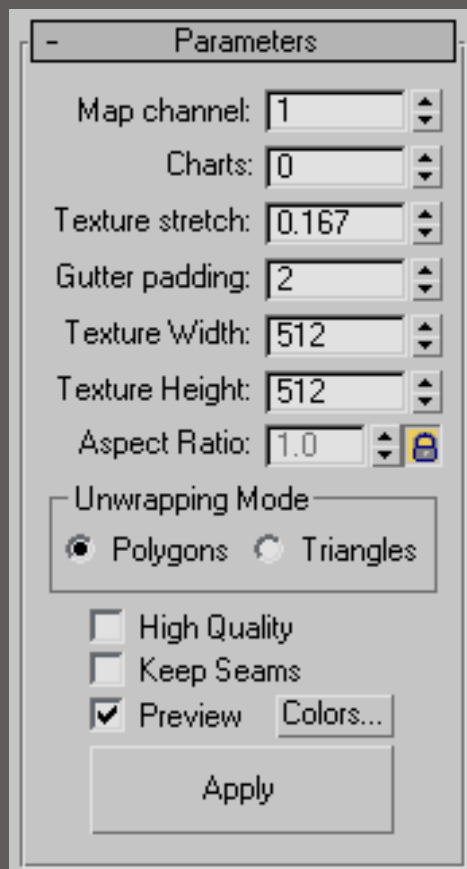 - Parameters
Map channel: 1
Charts: 0
Texture stretch: 0.167
Gutter padding: 2
Texture Width: 512
Texture Height: 512
Aspect Ratio: 1.0
Unwrapping Mode
Polygons Triangles
High Quality
Keep Seams
Preview Colors...
Apply